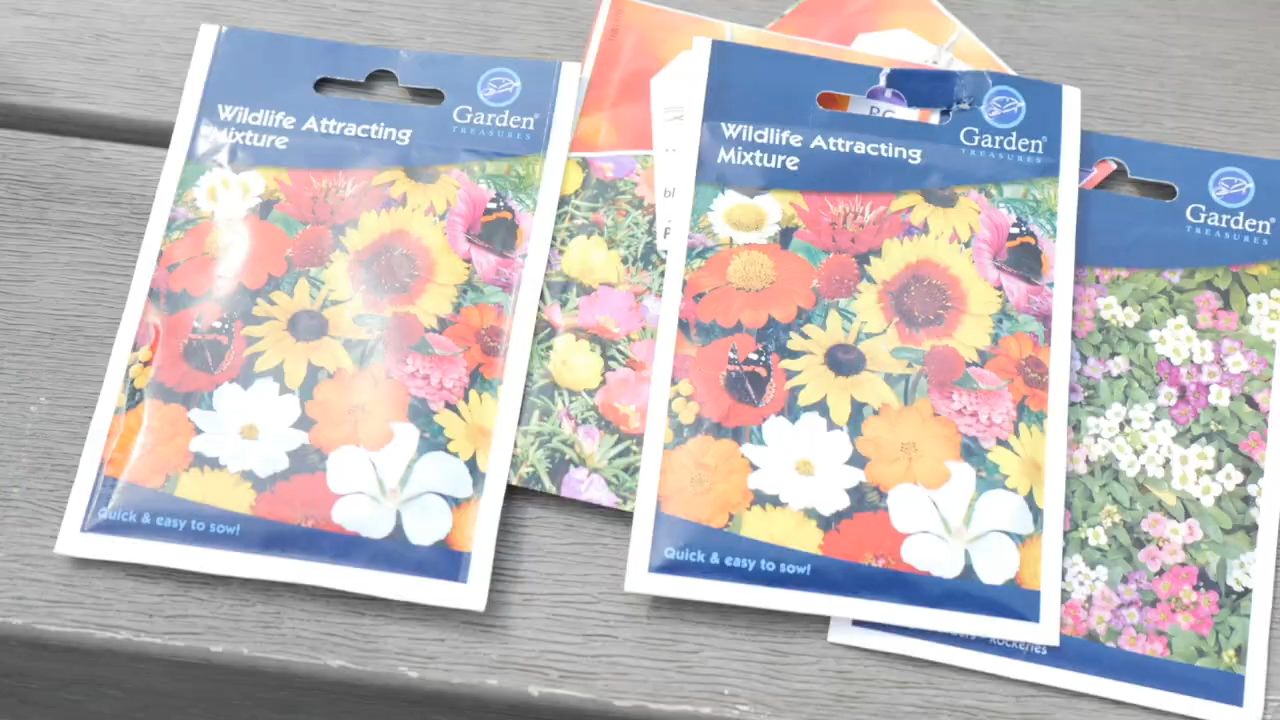 Wildlife Attracting
Mixture
Garden
TREASURES
Quick & easy to sow!
Wildlife Attracting
Mixture
Garden
TREASURES
Quick & easy to sow!
Garden
TREASURES
Rockeries
bl